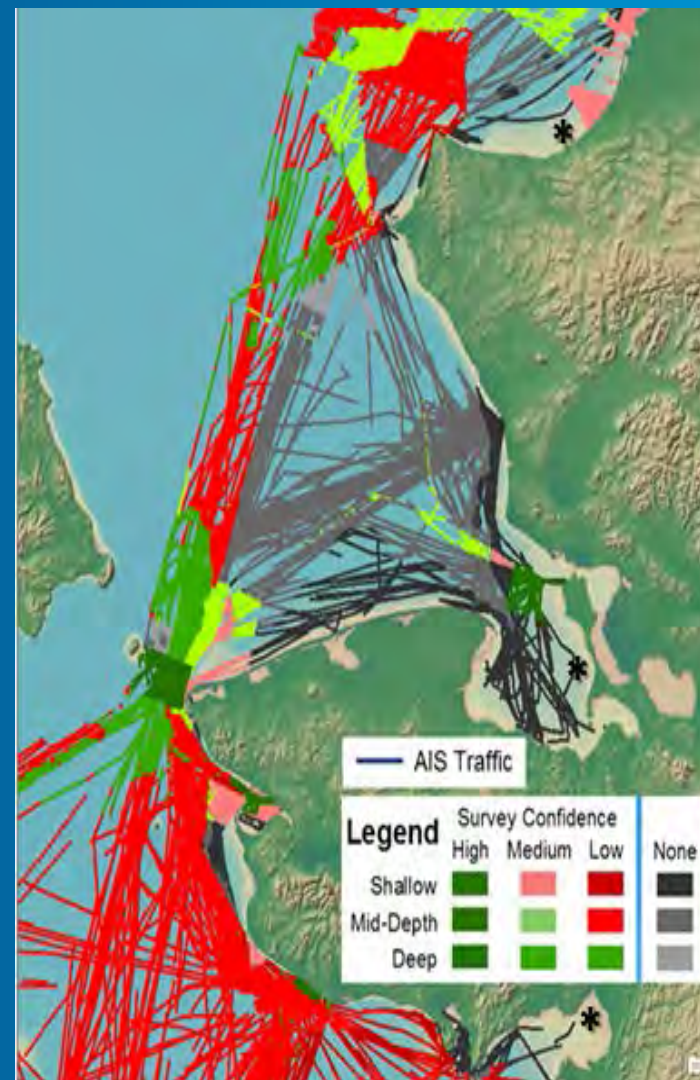 *
*
AIS Traffic
Legend
Survey Confidence
High Medium Low None
Shallow
Mid-Depth
Deep
*